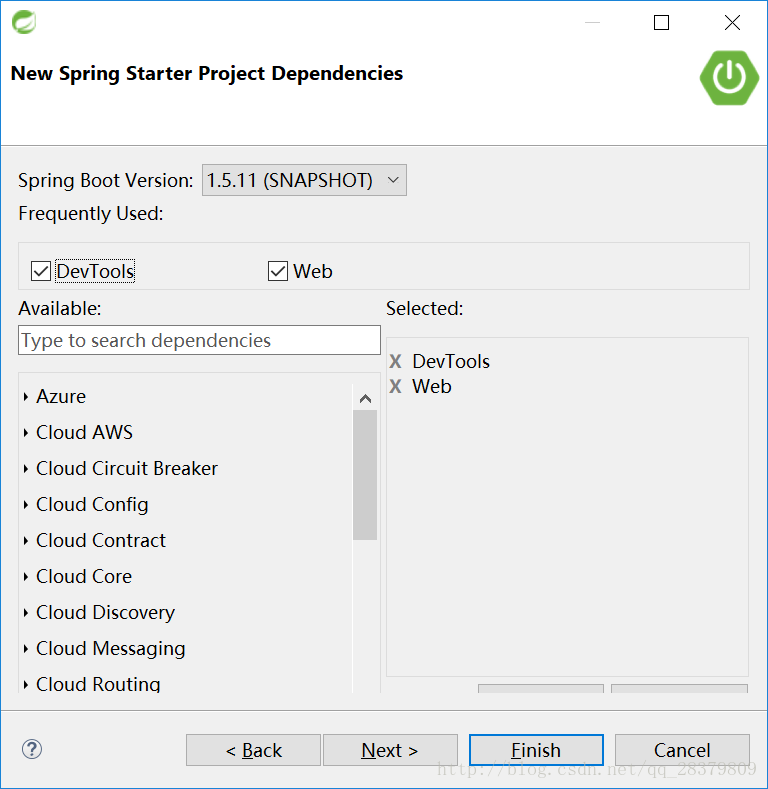 New Spring Starter Project Dependencies
Spring Boot Version: 1.5.11 (SNAPSHOT)
Frequently Used:
DevTools Web
Available: Selected:
Type to search dependencies
X DevTools
X Web
Azure
Cloud AWS
Cloud Circuit Breaker
Cloud Config
Cloud Contract
Cloud Core
Cloud Discovery
Cloud Messaging
Cloud Routing
? < Back Next > Finish Cancel
http://blog.csdn.net/qq_28379809